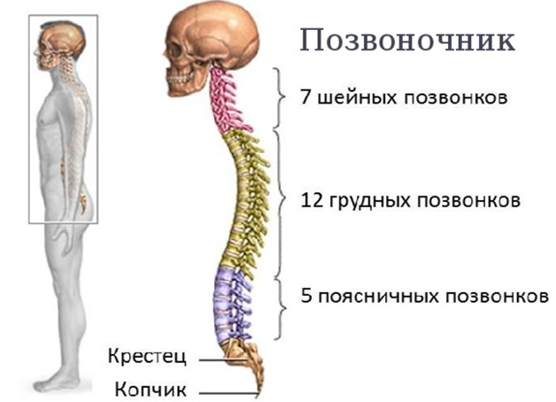 Позвоночник
7 шейных позвонков
12 грудных позвонков
5 поясничных позвонков
Крестец
Копчик